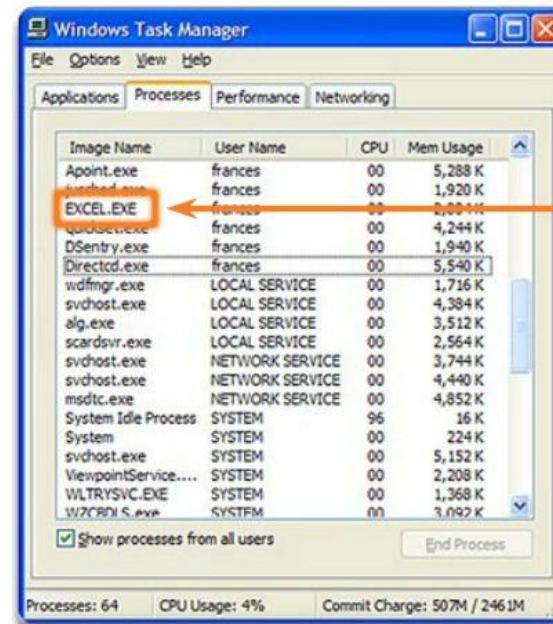 Windows Task Manager
File Options View Help
Applications Processes Performance Networking
Image Name User Name CPU Mem Usage
Apoint.exe frances 00 5,288 K
frances 00 1,920 K
EXCEL.EXE
00 4,244 K
DSentry.exe frances 00 1,940 K
Directcd.exe frances 00 5,540 K
wdfmgr.exe LOCAL SERVICE 00 1,716 K
svchost.exe LOCAL SERVICE 00 4,384 K
alg.exe LOCAL SERVICE 00 3,512 K
scardsvr.exe LOCAL SERVICE 00 2,564 K
svchost.exe NETWORK SERVICE 00 3,744 K
svchost.exe NETWORK SERVICE 00 4,440 K
msdtc.exe NETWORK SERVICE 00 4,852 K
System Idle Process SYSTEM 96 16 K
System SYSTEM 00 224 K
svchost.exe SYSTEM 00 5,152 K
ViewpointService.... SYSTEM 00 2,208 K
WLTRYSVC.EXE SYSTEM 00 1,368 K
WZCBDLS.exe SYSTEM 00 3,092 K
Show processes from all users
End Process
Processes: 64 CPU Usage: 4% Commit Charge: 507M / 2461M